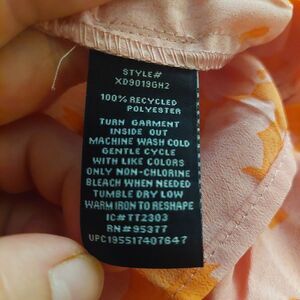 STYLE#
XD9019GH2
100% RECYCLED
POLYESTER
TURN GARMENT
INSIDE OUT
MACHINE WASH COLD
GENTLE CYCLE
WITH LIKE COLORS
ONLY NON-CHLORINE
BLEACH WHEN NEEDED
TUMBLE DRY LOW
WARM IRON TO RESHAPE
IC#TT2303
RN#95377
UPC195517407647